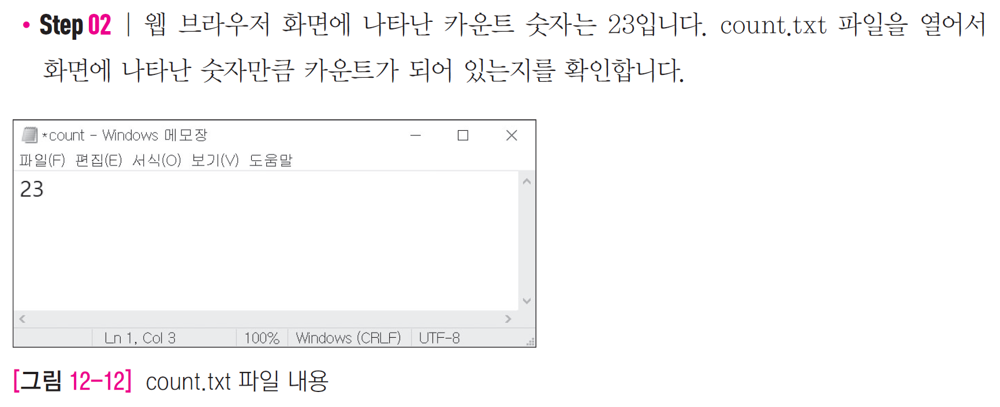 • Step 02 | 웹 브라우저 화면에 나타난 카운트 숫자는 23입니다. count.txt 파일을 열어서
화면에 나타난 숫자만큼 카운트가 되어 있는지를 확인합니다.
*count - Windows 메모장
파일(F) 편집(E) 서식(O) 보기(V) 도움말
23
Ln 1, Col 3 100% Windows (CRLF) UTF-8
[그림 12-12] count.txt 파일 내용